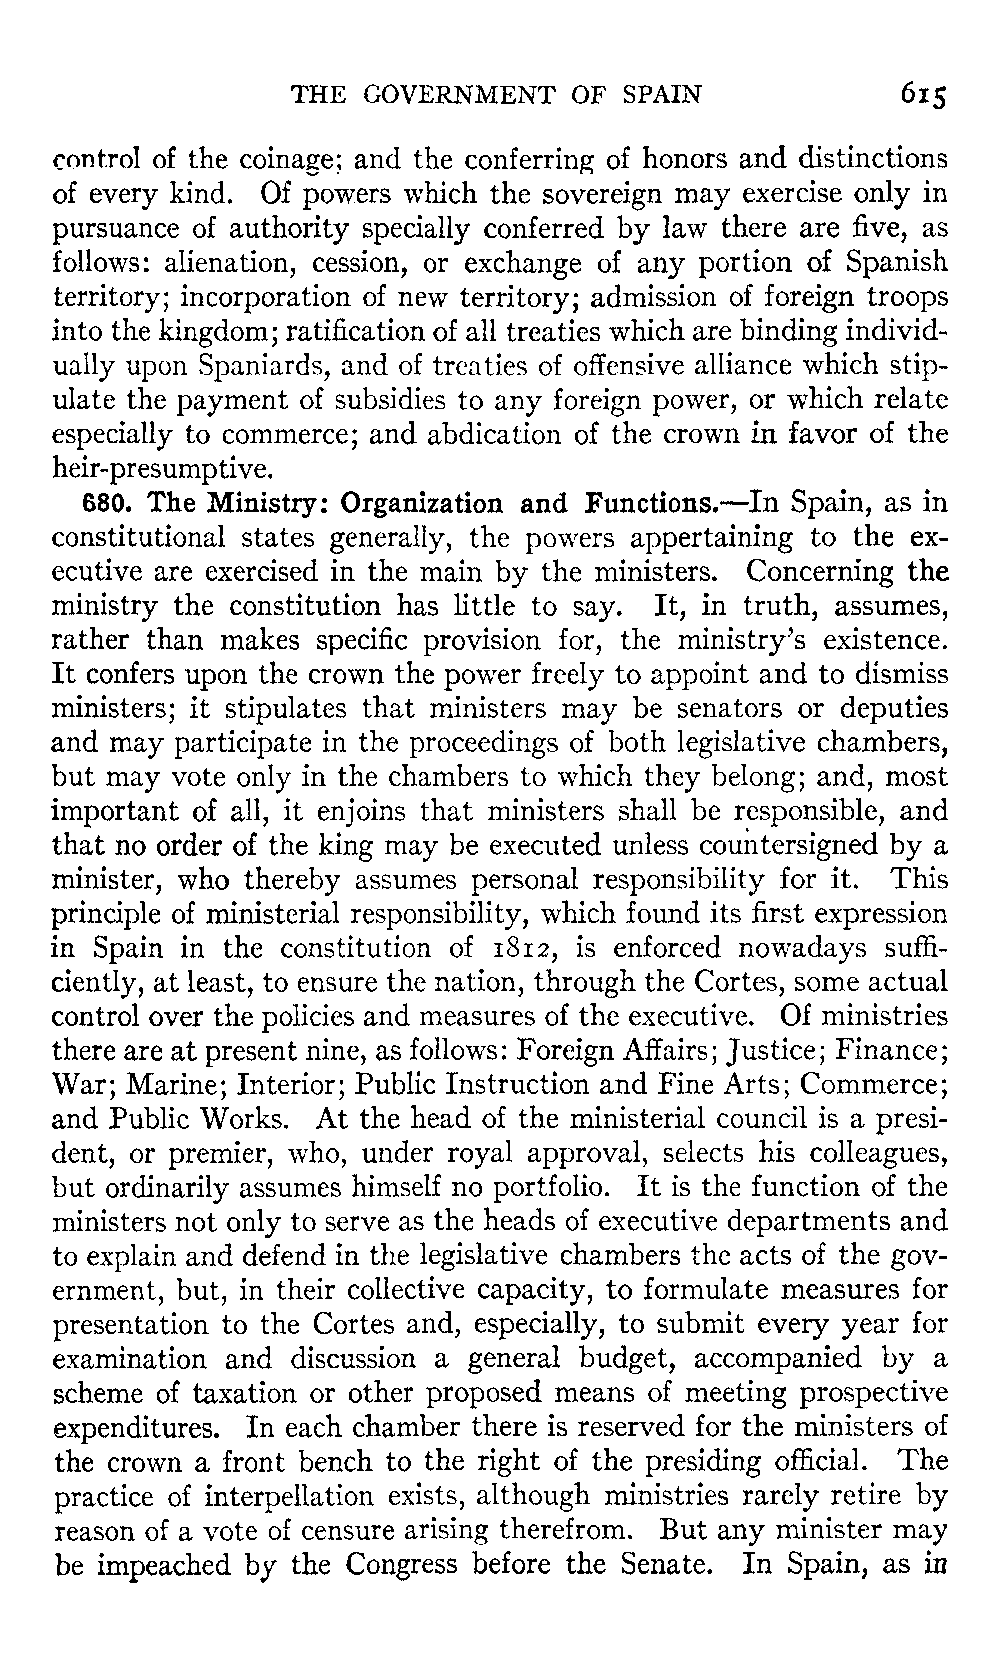 THE GOVERNMENT OF SPAIN 615
control of the coinage; and the conferring of honors and distinctions
of every kind. Of powers which the sovereign may exercise only in
pursuance of authority specially conferred by law there are five, as
follows: alienation, cession, or exchange of any portion of Spanish
territory; incorporation of new territory; admission of foreign troops
into the kingdom; ratification of all treaties which are binding individ-
ually upon Spaniards, and of treaties of offensive alliance which stip-
ulate the payment of subsidies to any foreign power, or which relate
especially to commerce; and abdication of the crown in favor of the
heir-presumptive.
680. The Ministry: Organization and Functions.—In Spain, as in
constitutional states generally, the powers appertaining to the ex-
ecutive are exercised in the main by the ministers. Concerning the
ministry the constitution has little to say. It, in truth, assumes,
rather than makes specific provision for, the ministry's existence.
It confers upon the crown the power freely to appoint and to dismiss
ministers; it stipulates that ministers may be senators or deputies
and may participate in the proceedings of both legislative chambers,
but may vote only in the chambers to which they belong; and, most
important of all, it enjoins that ministers shall be responsible, and
that no order of the king may be executed unless countersigned by a
minister, who thereby assumes personal responsibility for it. This
principle of ministerial responsibility, which found its first expression
in Spain in the constitution of 1812, is enforced nowadays suffi-
ciently, at least, to ensure the nation, through the Cortes, some actual
control over the policies and measures of the executive. Of ministries
there are at present nine, as follows: Foreign Affairs; Justice; Finance;
War; Marine; Interior; Public Instruction and Fine Arts; Commerce;
and Public Works. At the head of the ministerial council is a presi-
dent, or premier, who, under royal approval, selects his colleagues,
but ordinarily assumes himself no portfolio. It is the function of the
ministers not only to serve as the heads of executive departments and
to explain and defend in the legislative chambers the acts of the gov-
ernment, but, in their collective capacity, to formulate measures for
presentation to the Cortes and, especially, to submit every year for
examination and discussion a general budget, accompanied by a
scheme of taxation or other proposed means of meeting prospective
expenditures. In each chamber there is reserved for the ministers of
the crown a front bench to the right of the presiding official. The
practice of interpellation exists, although ministries rarely retire by
reason of a vote of censure arising therefrom. But any minister may
be impeached by the Congress before the Senate. In Spain, as in